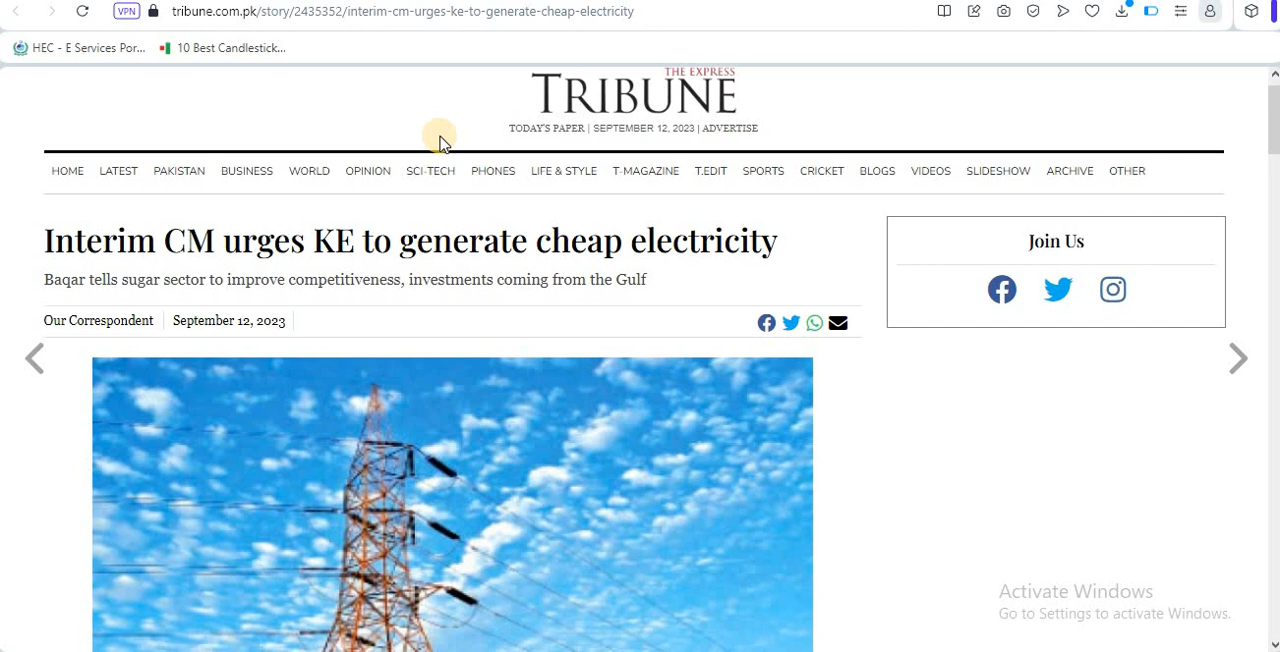 VPN
tribune.com.pk/story/2435352/interim-cm-urges-ke-to-generate-cheap-electricity
HEC - E Services Por... 10 Best Candlestick...
THE EXPRESS
TRIBUNE
TODAY'S PAPER | SEPTEMBER 12, 2023 | ADVERTISE
HOME LATEST PAKISTAN BUSINESS WORLD OPINION SCI-TECH PHONES LIFE & STYLE T-MAGAZINE T.EDIT SPORTS CRICKET BLOGS VIDEOS SLIDESHOW ARCHIVE OTHER
Interim CM urges KE to generate cheap electricity
Baqar tells sugar sector to improve competitiveness, investments coming from the Gulf
Our Correspondent September 12, 2023
Join Us
Activate Windows
Go to Settings to activate Windows.